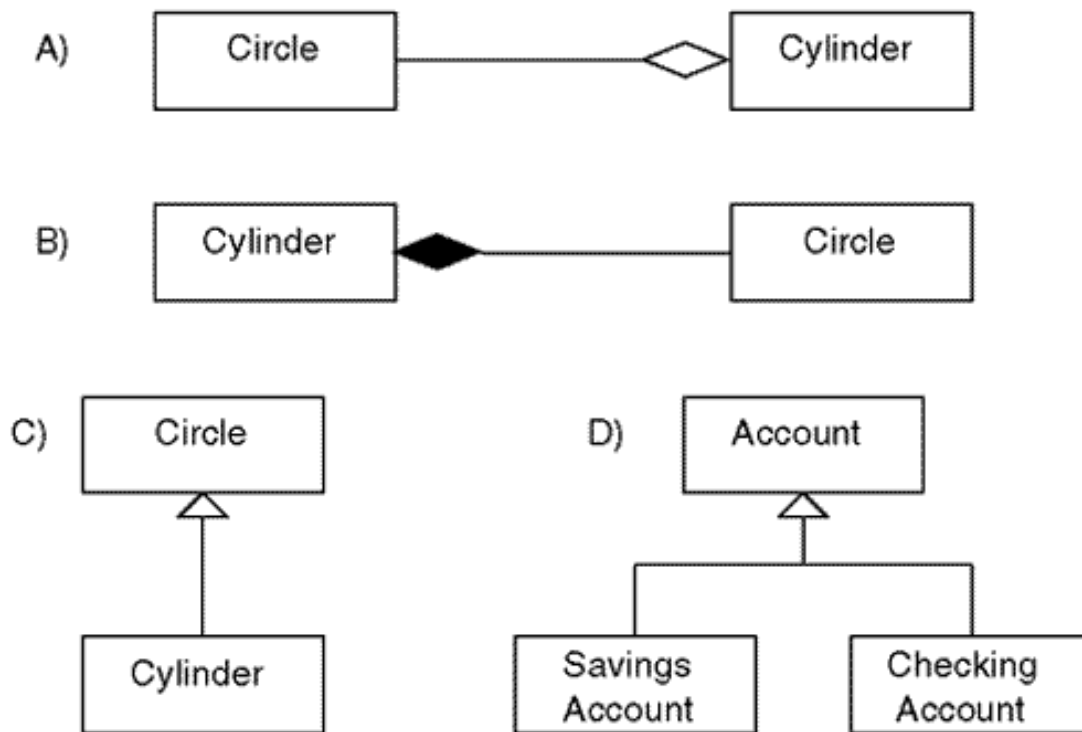 A) Circle Cylinder
B) Cylinder Circle
C) Circle D) Account
Cylinder
Savings
Account
Checking
Account